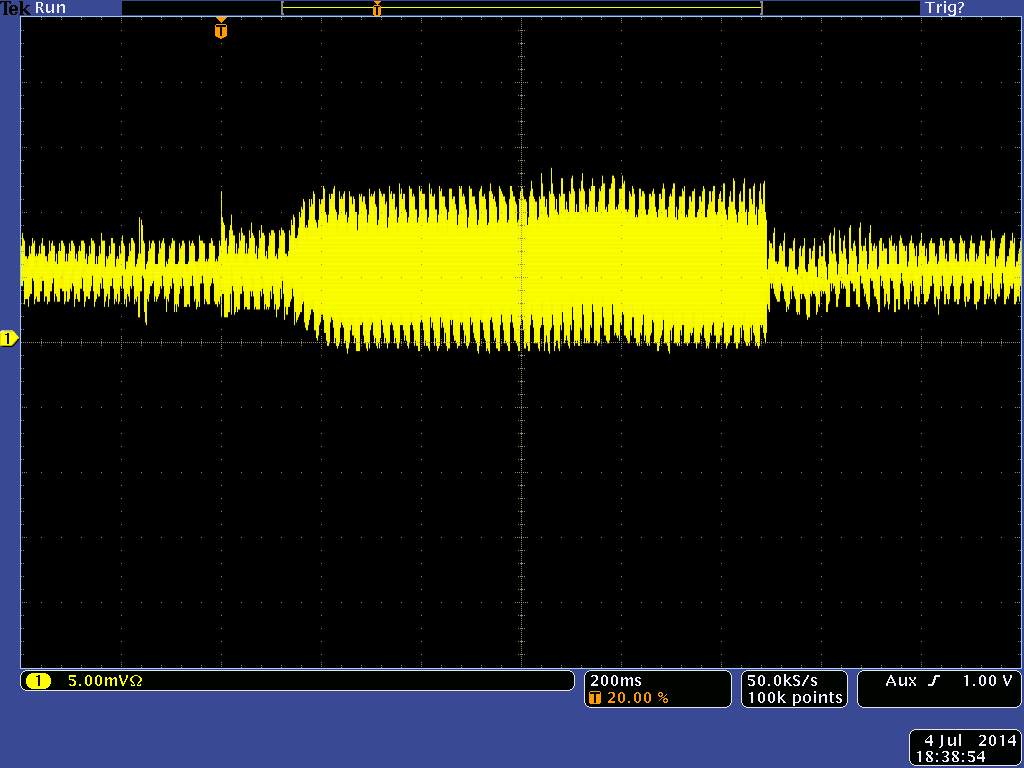 Tek Run Trig?
T
T
1
1 5.00mVΩ
200ms
T 20.00 %
50.0kS/s
100k points
Aux 1.00 V
4 Jul 2014
18:38:54